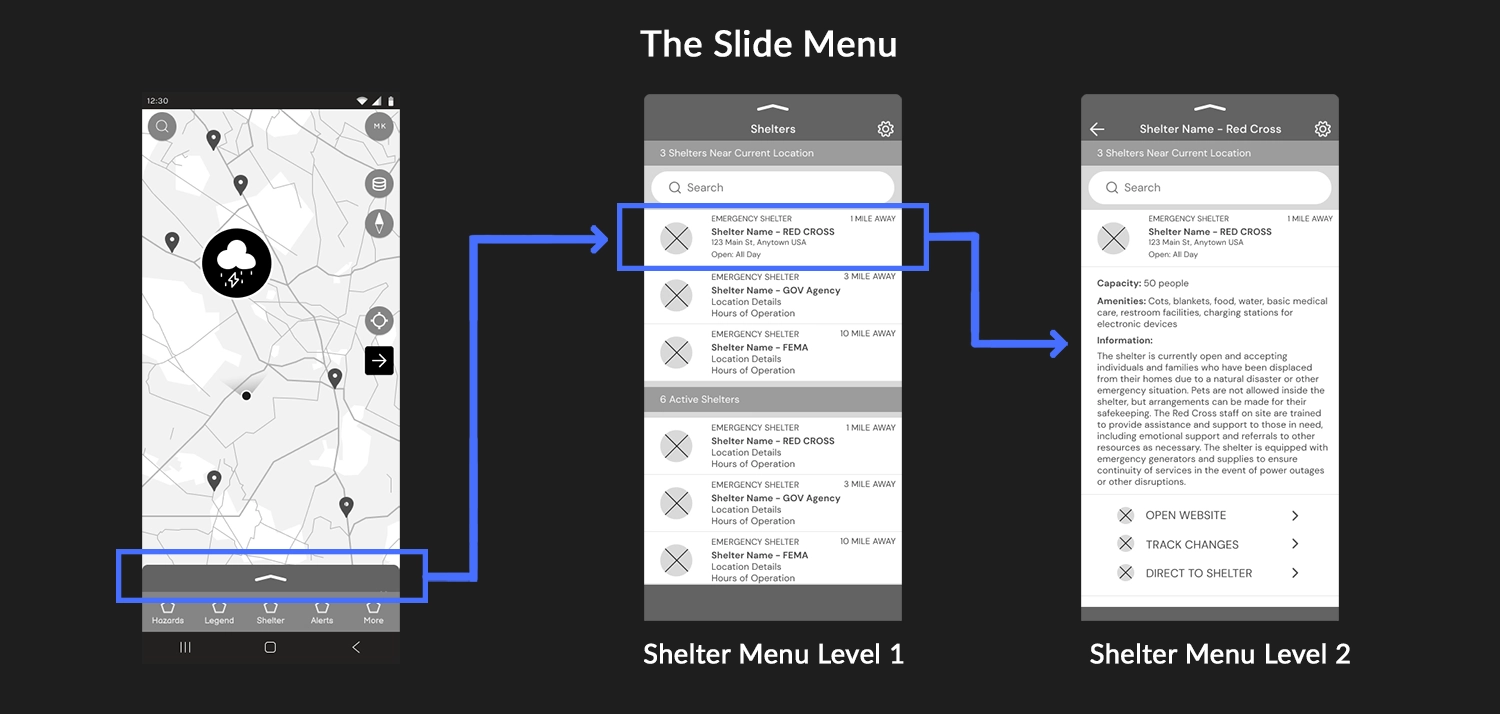 The Slide Menu
12:30
MK
Hazards Legend Shelter Alerts More
Shelters
3 Shelters Near Current Location
Search
EMERGENCY SHELTER 1 MILE AWAY
Shelter Name - RED CROSS
123 Main St, Anytown USA
Open: All Day
EMERGENCY SHELTER 3 MILE AWAY
Shelter Name - GOV Agency
Location Details
Hours of Operation
EMERGENCY SHELTER 10 MILE AWAY
Shelter Name - FEMA
Location Details
Hours of Operation
6 Active Shelters
EMERGENCY SHELTER 1 MILE AWAY
Shelter Name - RED CROSS
Location Details
Hours of Operation
EMERGENCY SHELTER 3 MILE AWAY
Shelter Name - GOV Agency
Location Details
Hours of Operation
EMERGENCY SHELTER 10 MILE AWAY
Shelter Name - FEMA
Location Details
Hours of Operation
Shelter Menu Level 1
Shelter Name - Red Cross
3 Shelters Near Current Location
Search
EMERGENCY SHELTER 1 MILE AWAY
Shelter Name - RED CROSS
123 Main St, Anytown USA
Open: All Day
Capacity: 50 people
Amenities: Cots, blankets, food, water, basic medical
care, restroom facilities, charging stations for
electronic devices
Information:
The shelter is currently open and accepting
individuals and families who have been displaced
from their homes due to a natural disaster or other
emergency situation. Pets are not allowed inside the
shelter, but arrangements can be made for their
safekeeping. The Red Cross staff on site are trained
to provide assistance and support to those in need,
including emotional support and referrals to other
resources as necessary. The shelter is equipped with
emergency generators and supplies to ensure
continuity of services in the event of power outages
or other disruptions.
OPEN WEBSITE
TRACK CHANGES
DIRECT TO SHELTER
Shelter Menu Level 2